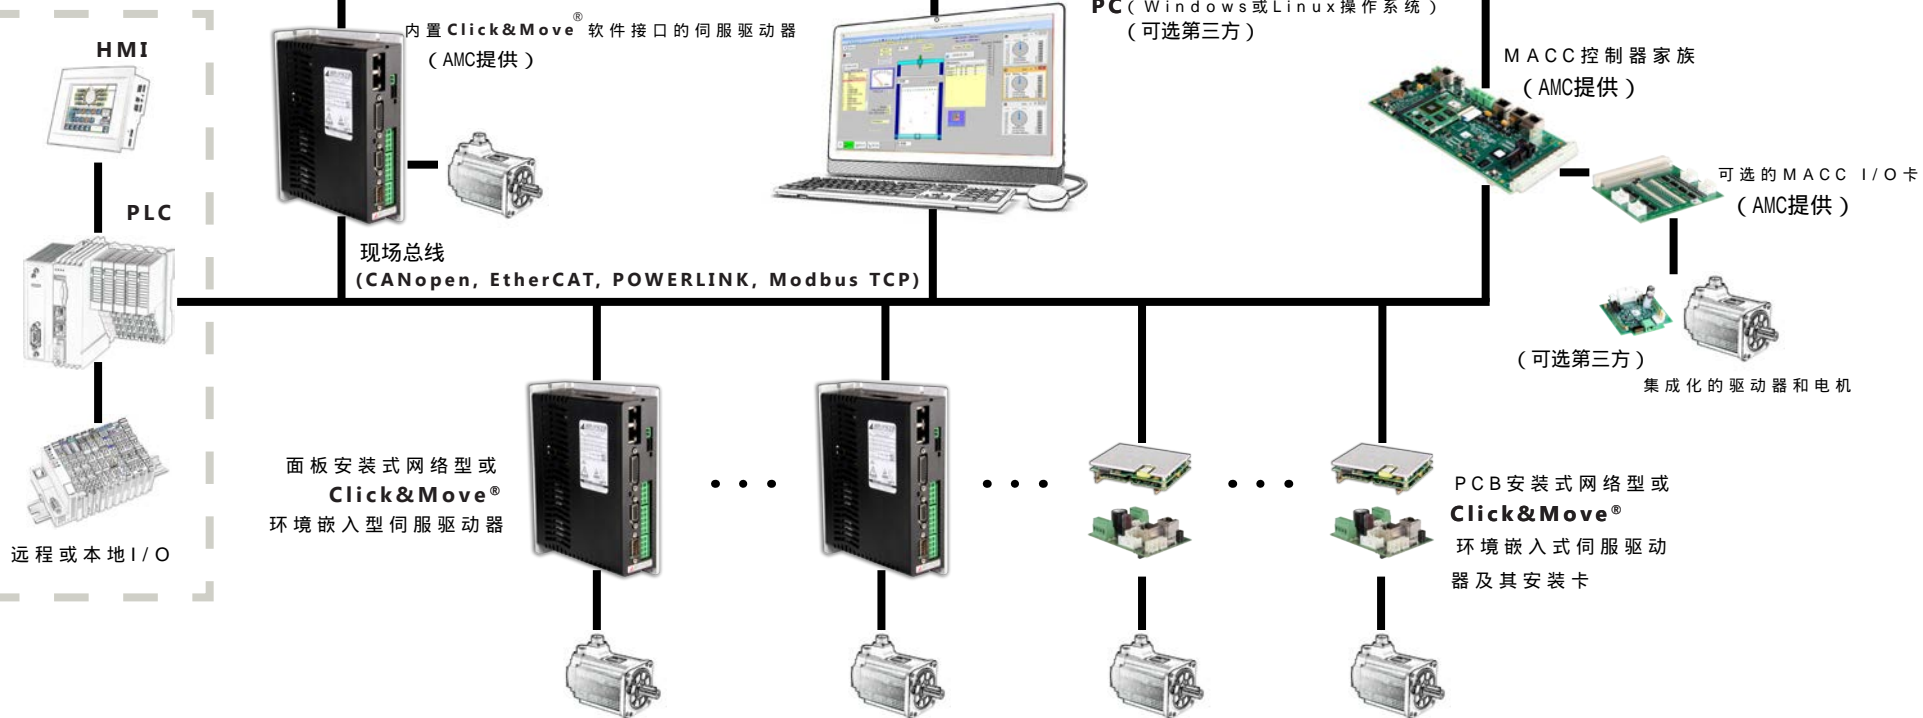 PC(Windows或Linux操作系统)
(可选第三方)
内置Click&Move®软件接口的伺服驱动器
(AMC提供)
HMI
MACC控制器家族
(AMC提供)
可选的MACC I/O卡
(AMC提供)
PLC
现场总线
(CANopen, EtherCAT, POWERLINK, Modbus TCP)
(可选第三方)
集成化的驱动器和电机
面板安装式网络型或
Click&Move®
环境嵌入型伺服驱动器
• • •
• • •
• • •
PCB安装式网络型或
Click&Move®
环境嵌入式伺服驱动
器及其安装卡
远程或本地I/O